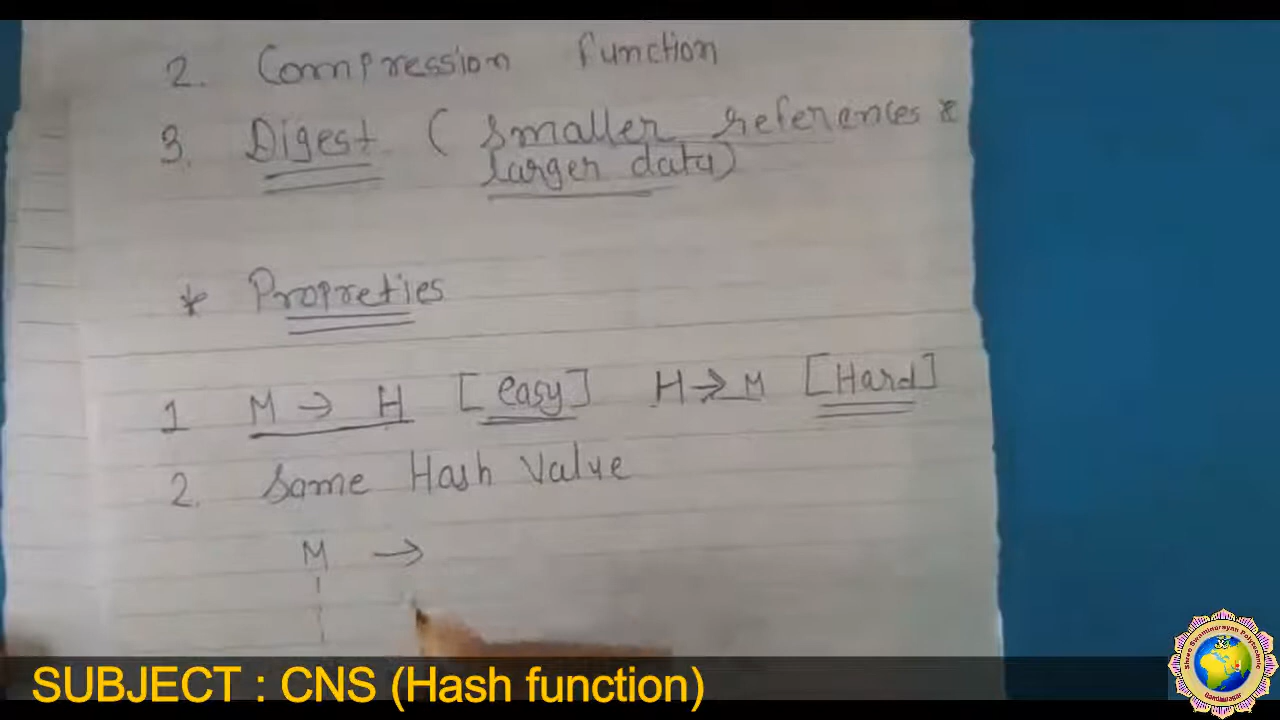 2. Compression function
3. Digest ( smaller references &
larger data)
* Propreties
1 M → H [easy] H → M [Hard]
2. Same Hash Value
M →
SUBJECT : CNS (Hash function)